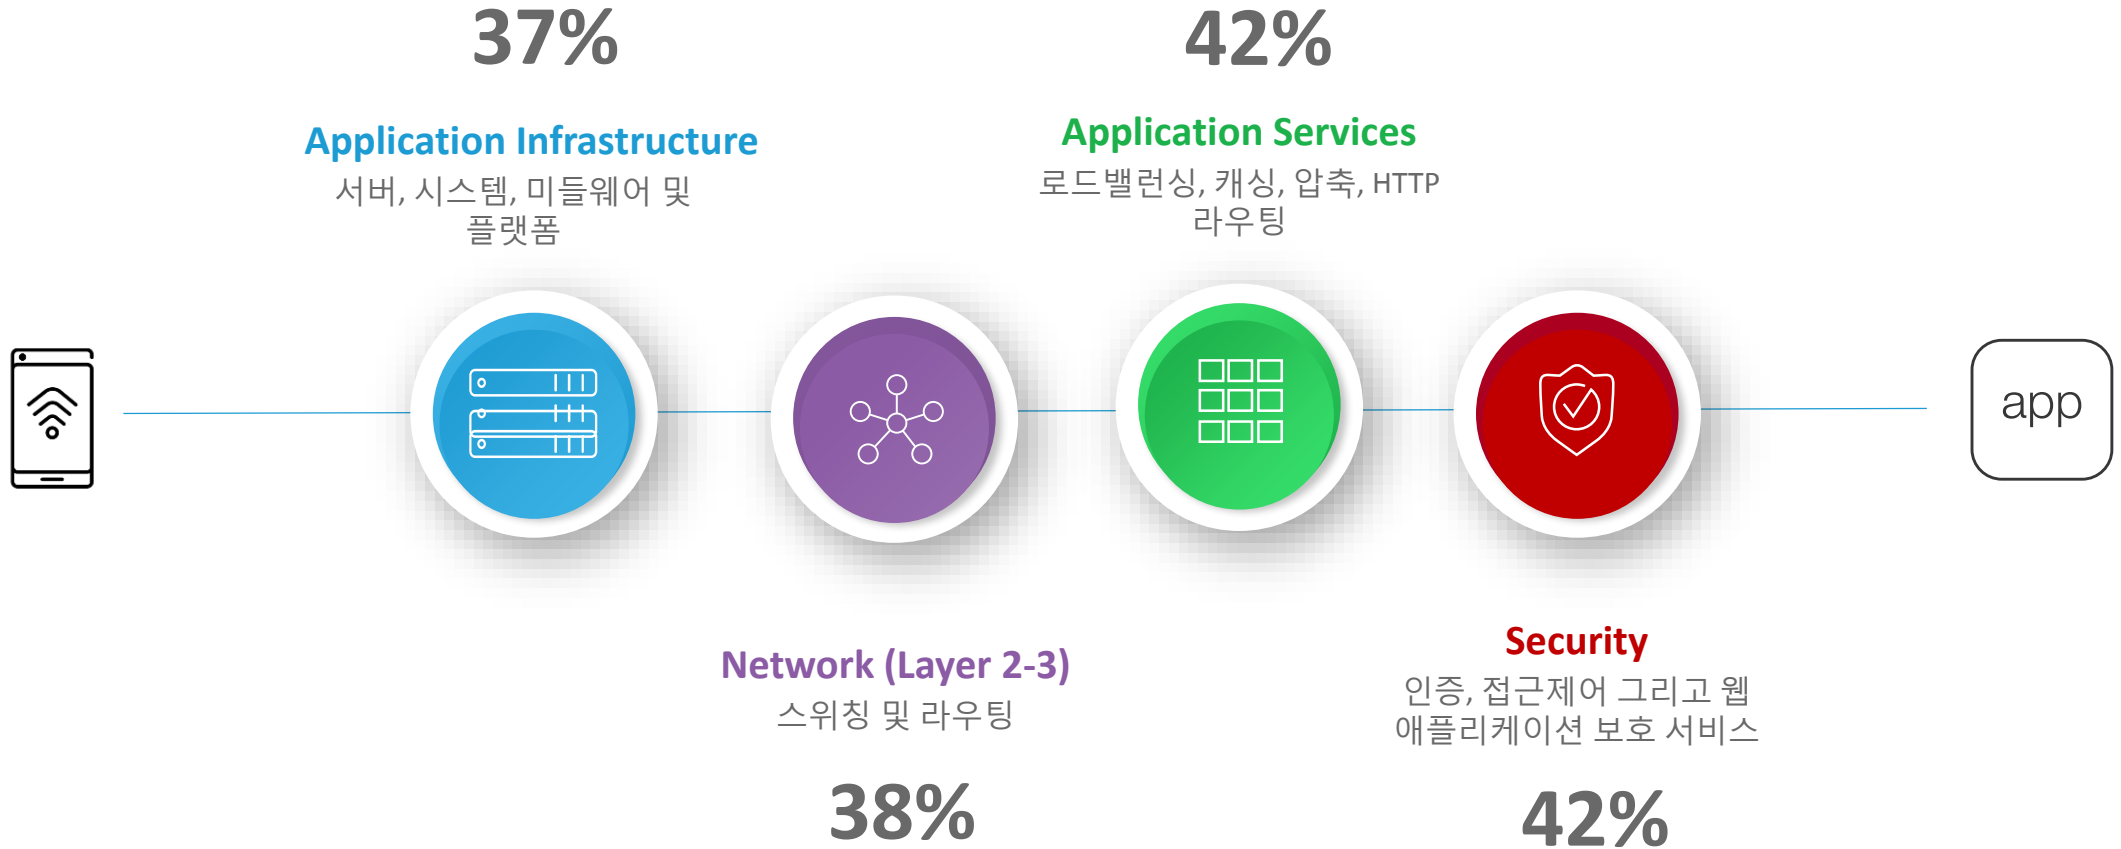 37%
Application Infrastructure
서버, 시스템, 미들웨어 및
플랫폼
42%
Application Services
로드밸런싱, 캐싱, 압축, HTTP
라우팅
app
Network (Layer 2-3)
스위칭 및 라우팅
38%
Security
인증, 접근제어 그리고 웹
애플리케이션 보호 서비스
42%